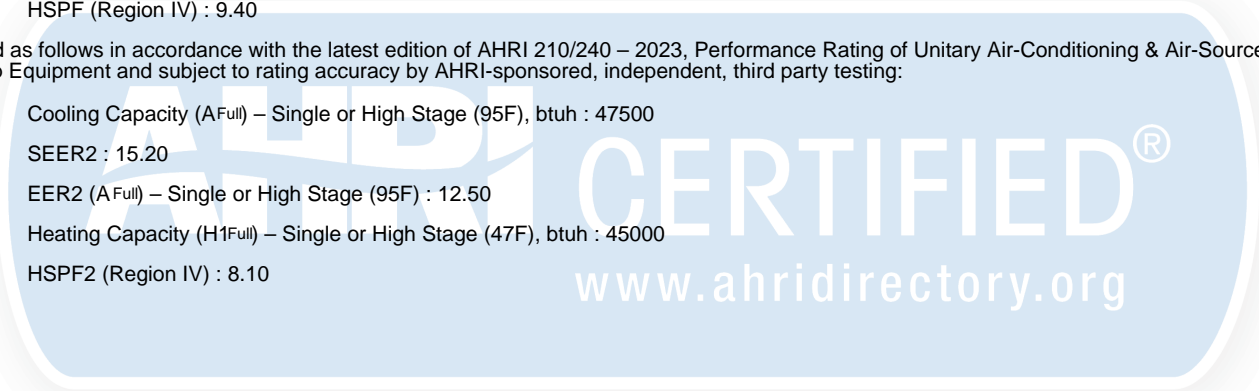 HSPF (Region IV) : 9.40
as follows in accordance with the latest edition of AHRI 210/240 – 2023, Performance Rating of Unitary Air-Conditioning & Air-Source
Equipment and subject to rating accuracy by AHRI-sponsored, independent, third party testing:
Cooling Capacity (AFull) – Single or High Stage (95F), btuh : 47500
SEER2 : 15.20
EER2 (AFull) – Single or High Stage (95F) : 12.50
Heating Capacity (H1Full) – Single or High Stage (47F), btuh : 45000
HSPF2 (Region IV) : 8.10
AHRI CERTIFIED®
www.ahridirectory.org